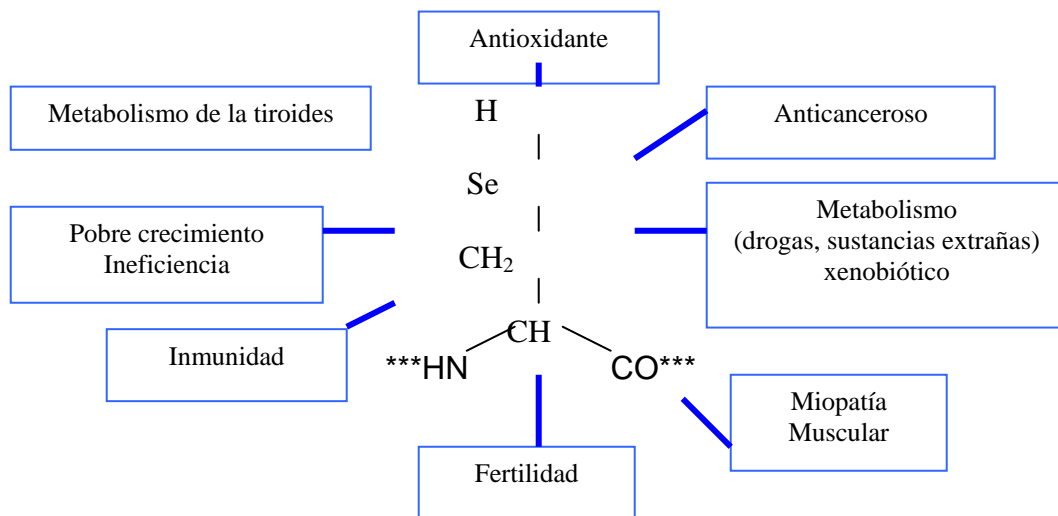 Antioxidante
Metabolismo de la tiroides
H
Anticanceroso
Se
Pobre crecimiento
Ineficiencia
CH₂
Metabolismo
(drogas, sustancias extrañas)
xenobiótico
Inmunidad
CH
***HN
CO***
Miopatía
Muscular
Fertilidad